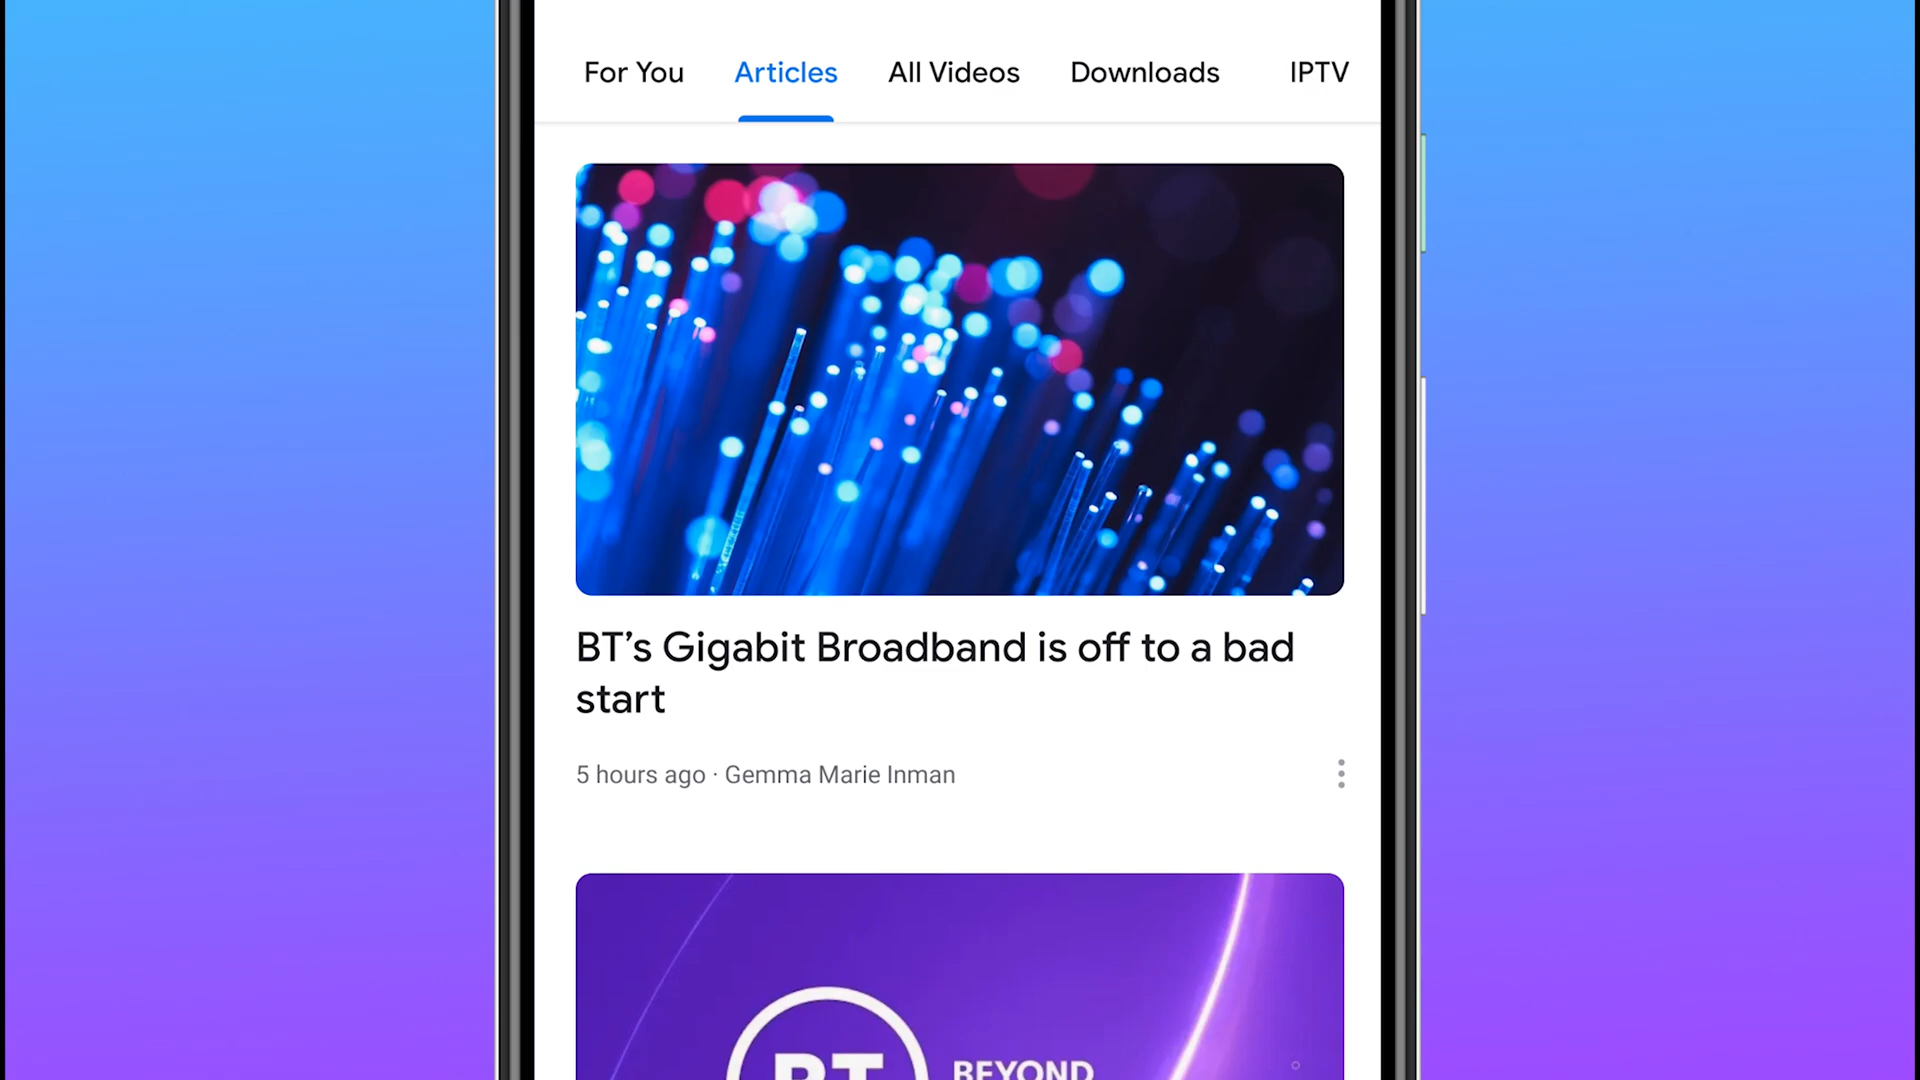 For You Articles All Videos Downloads IPTV
BT’s Gigabit Broadband is off to a bad
start
5 hours ago · Gemma Marie Inman
BT BEYOND